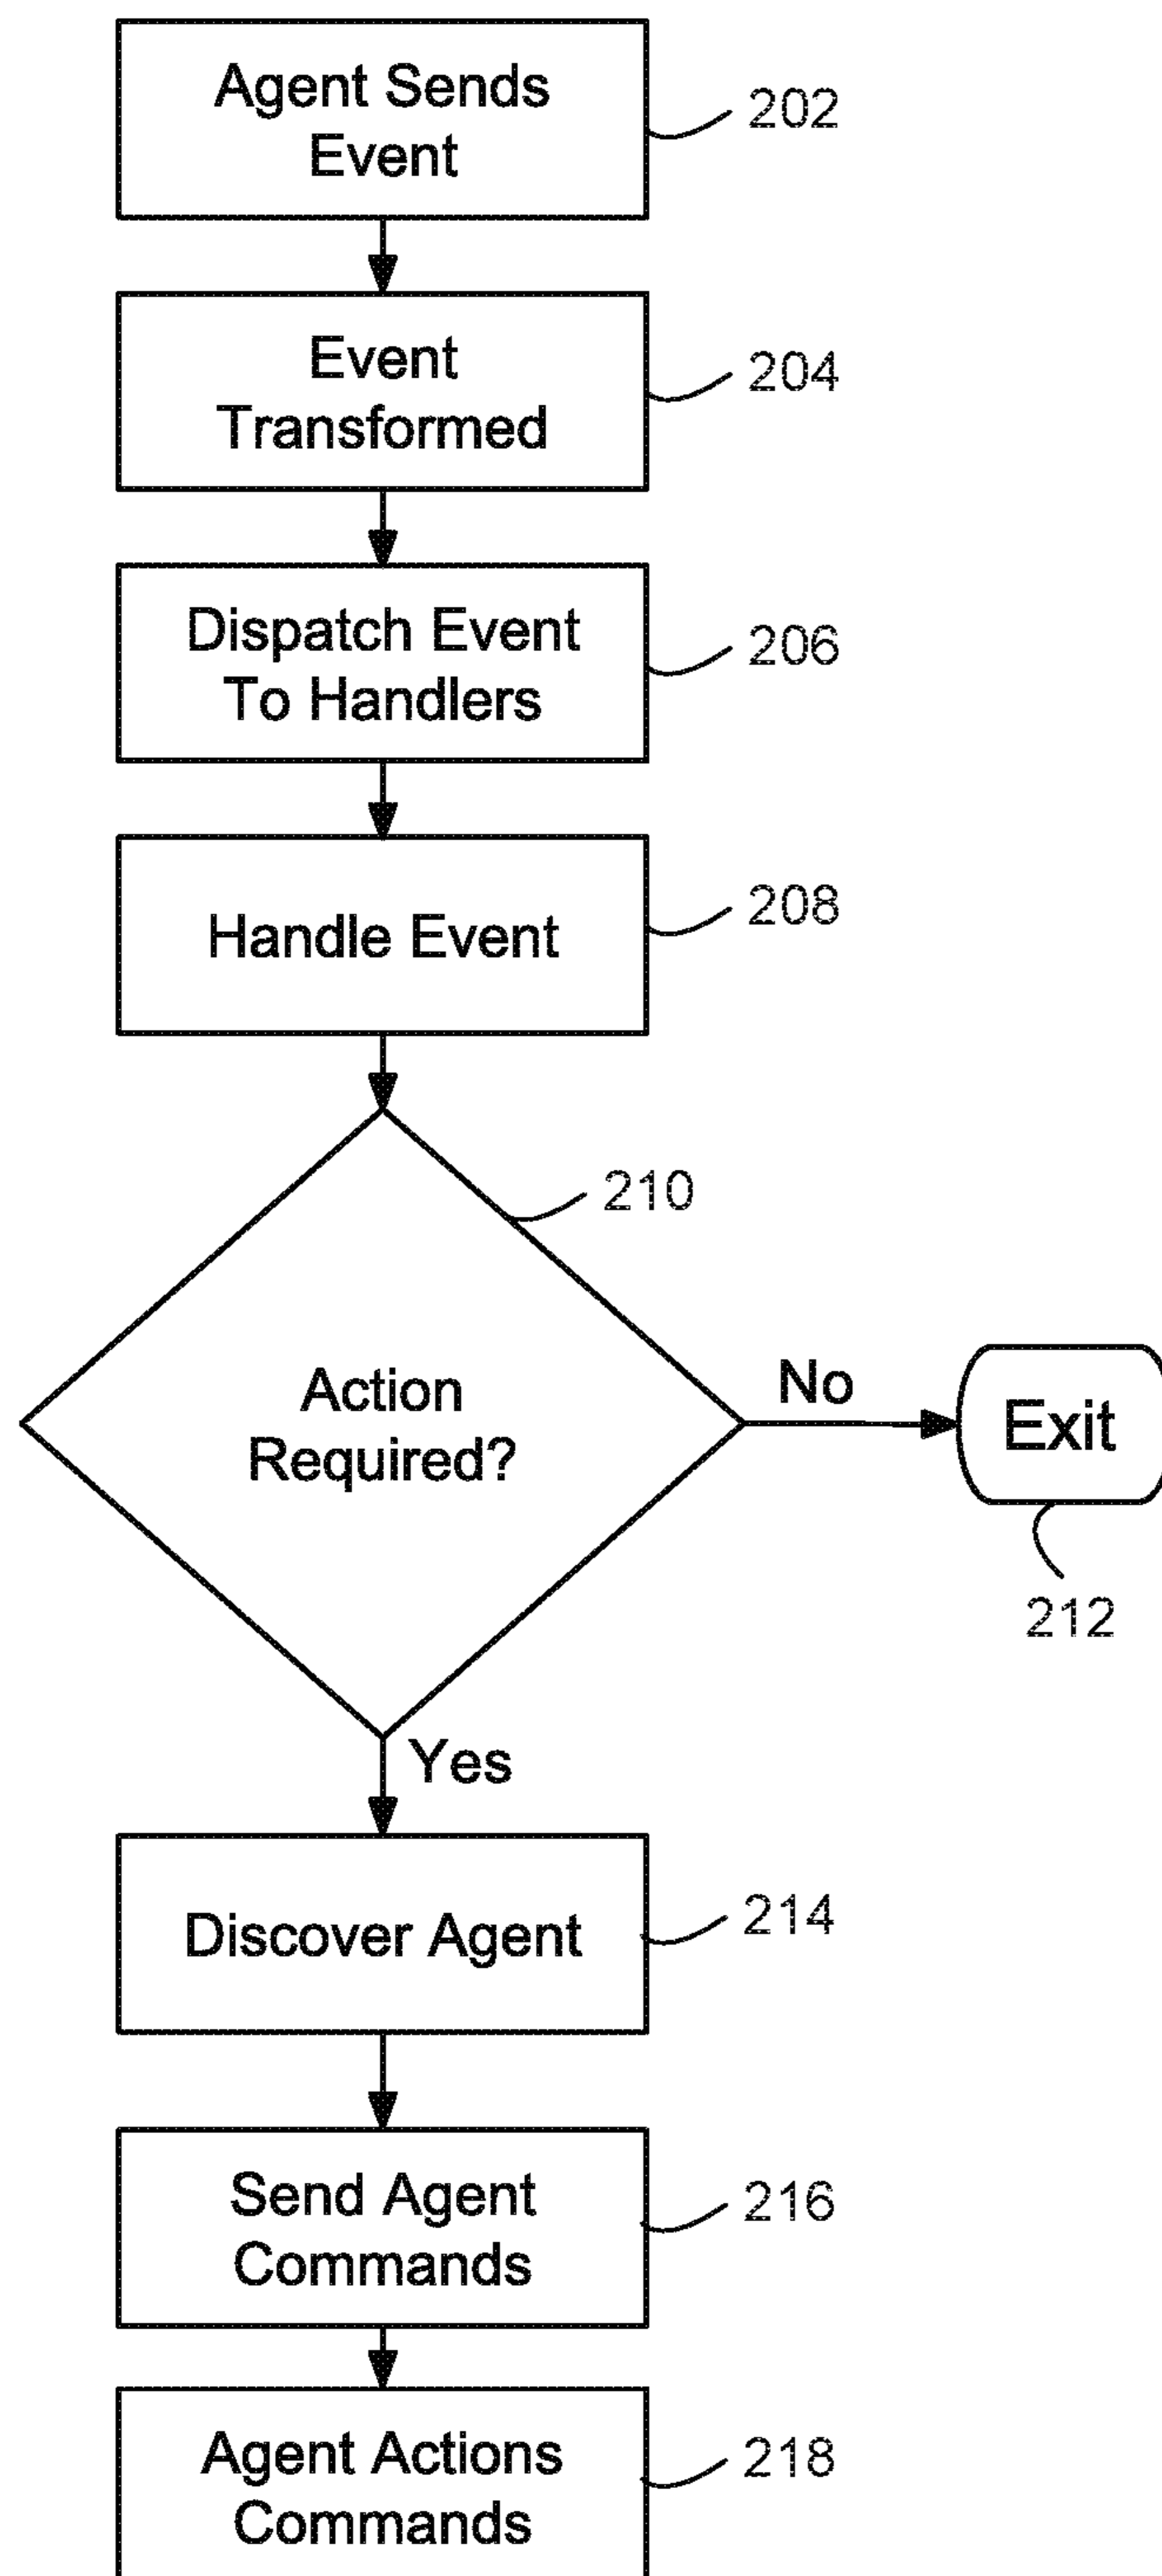 Agent Sends
Event
202
Event
Transformed
204
Dispatch Event
To Handlers
206
Handle Event
208
210
Action
Required?
No
Exit
212
Yes
Discover Agent
214
Send Agent
Commands
216
Agent Actions
Commands
218